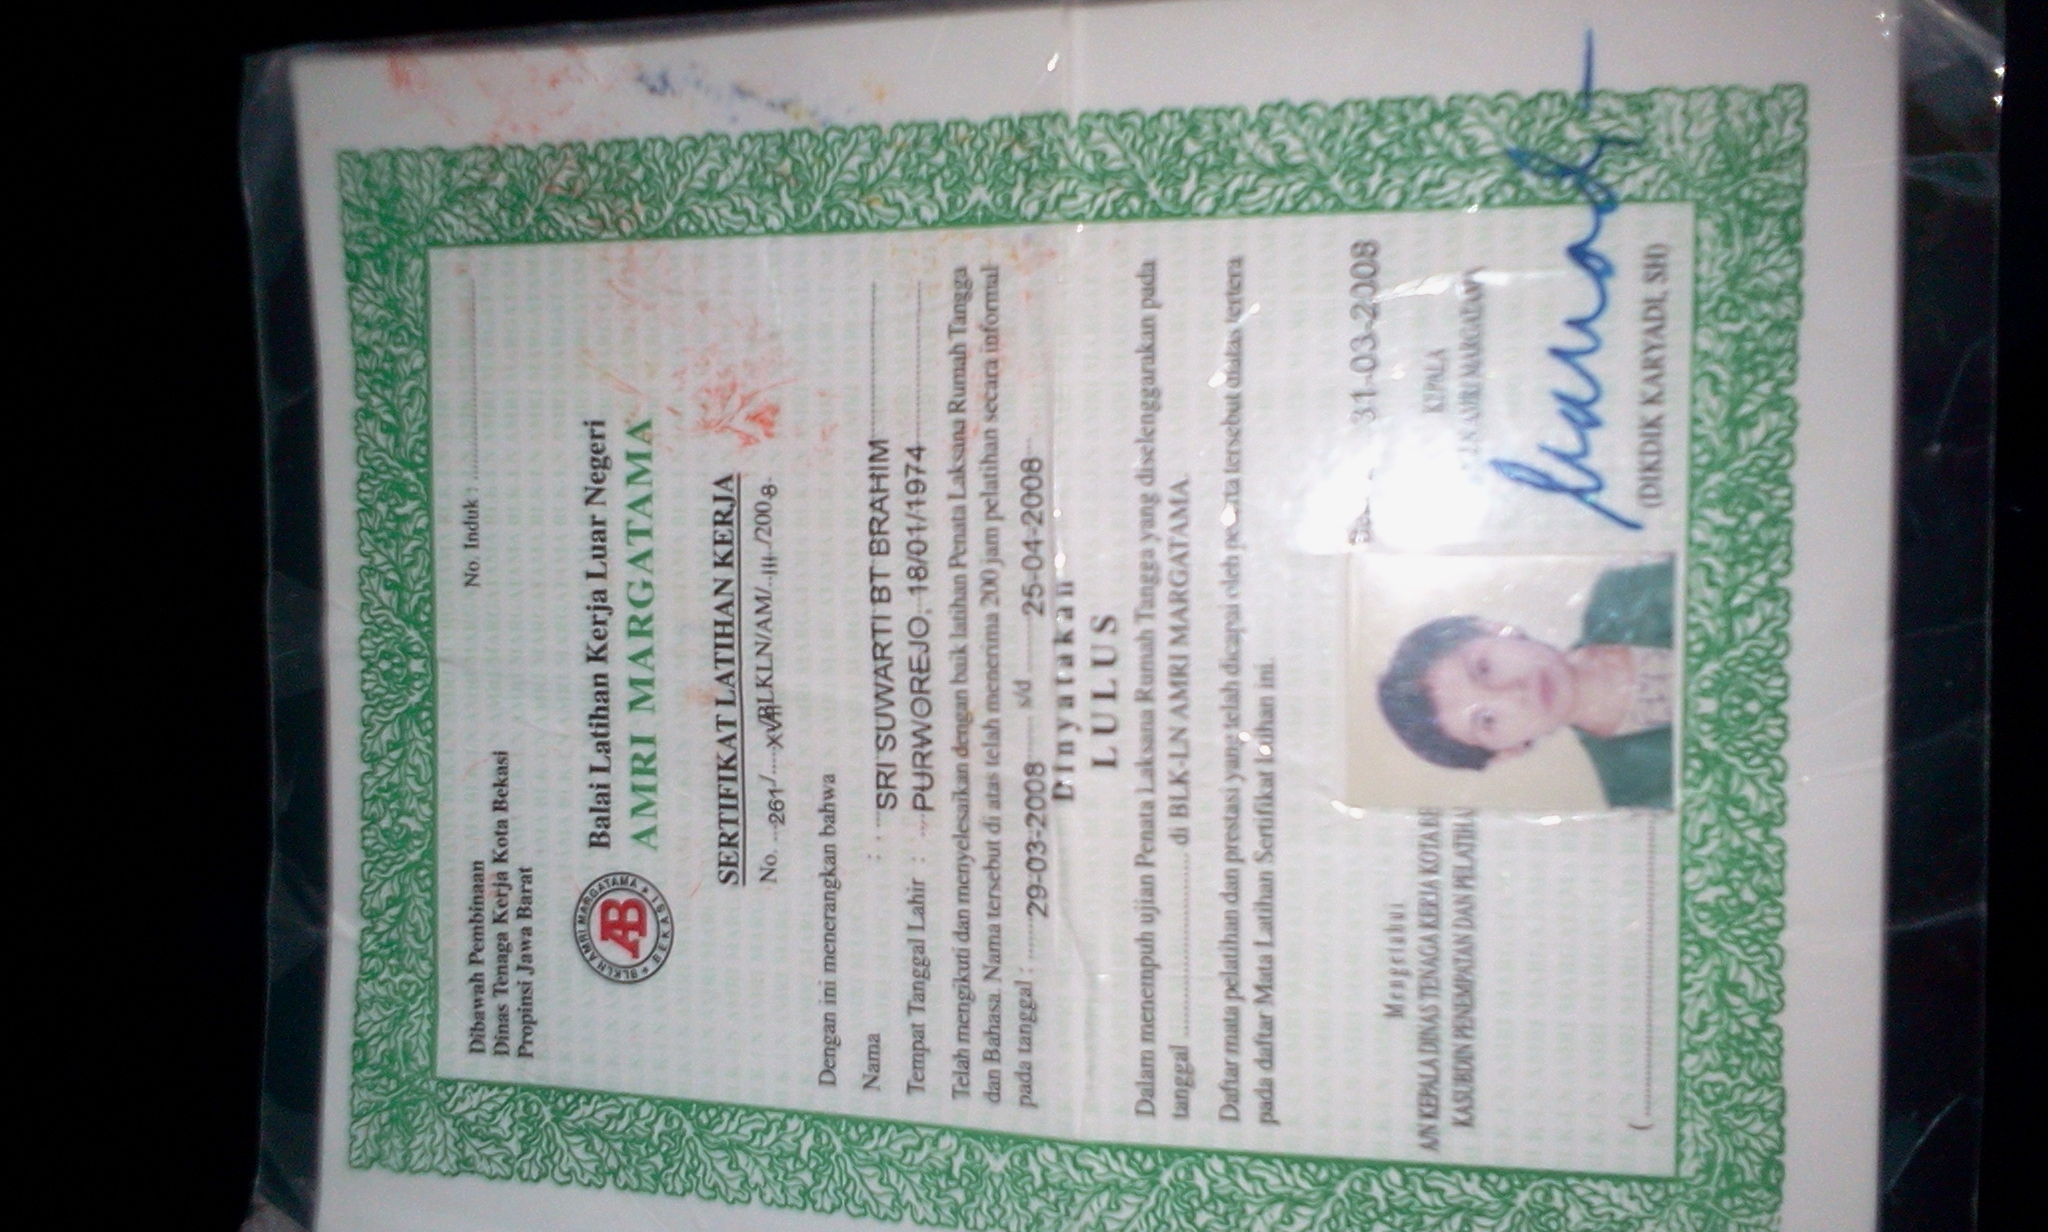 Dibawah Pembinaan
Dinas Tenaga Kerja Kota Bekasi
Propinsi Jawa Barat
No. Induk :
BLKLN AMRI MARGATAMA
BEKASI
AB
Balai Latihan Kerja Luar Negeri
AMRI MARGATAMA
SERTIFIKAT LATIHAN KERJA
No. 261/ XV/BLKLN/AM/ III /2008
Dengan ini menerangkan bahwa
Nama : SRI SUWARTI BT BRAHIM
Tempat Tanggal Lahir : PURWOREJO, 18/01/1974
Telah mengikuti dan menyelesaikan dengan baik latihan Penata Laksana Rumah Tangga
dan Bahasa. Nama tersebut di atas telah menerima 200 jam pelatihan secara informal
pada tanggal : 29-03-2008 s/d 25-04-2008
Dinyatakan
LULUS
Dalam menempuh ujian Penata Laksana Rumah Tangga yang diselenggarakan pada
tanggal di BLK-LN AMRI MARGATAMA.
Daftar mata pelatihan dan prestasi yang telah dicapai oleh peserta tersebut diatas tertera
pada daftar Mata Latihan Sertifikat Latihan ini.
31-03-2008
Mengetahui
A/N KEPALA DINAS TENAGA KERJA KOTA
KASUBDIN PENEMPATAN DAN
KEPALA
AMRI MARGATAMA
(
(DIKDIK KARYADI, SH)